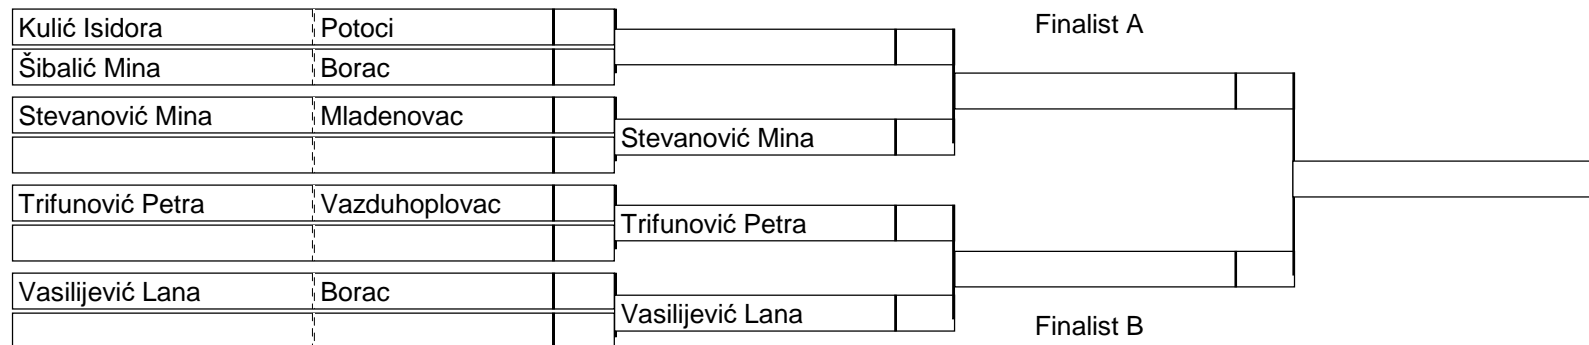 Kulić Isidora Potoci Finalist A
Šibalić Mina Borac
Stevanović Mina Mladenovac
Stevanović Mina
Trifunović Petra Vazduhoplovac
Trifunović Petra
Vasilijević Lana Borac
Vasilijević Lana
Finalist B